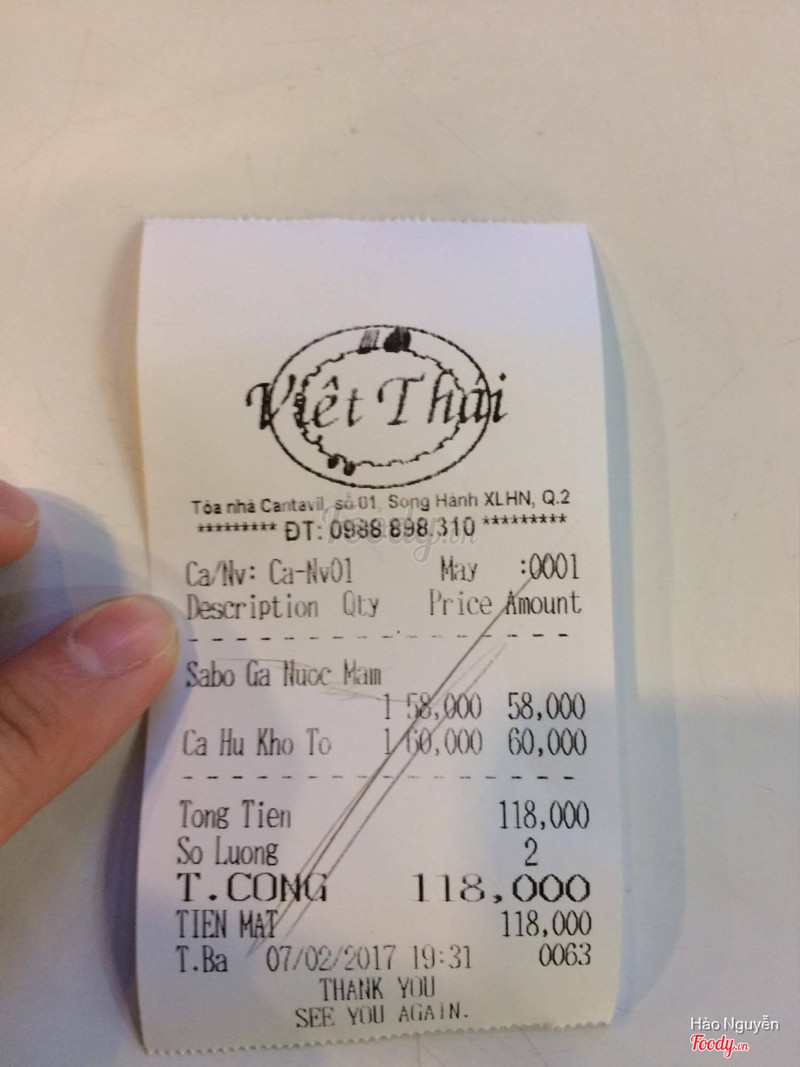 Việt Thái
Tòa nhà Cantavil, số 01, Song Hành XLHN, Q.2
********* ĐT: 0988.898.310 *********
Ca/Nv: Ca-Nv01 May :0001
Description Qty Price Amount
Sabo Ga Nuoc Mam
1 58,000 58,000
Ca Hu Kho To 1 60,000 60,000
Tong Tien 118,000
So Luong 2
T.CONG 118,000
TIEN MAT 118,000
T.Ba 07/02/2017 19:31 0063
THANK YOU
SEE YOU AGAIN.
Foody.vn
Hào Nguyễn
Foody.vn